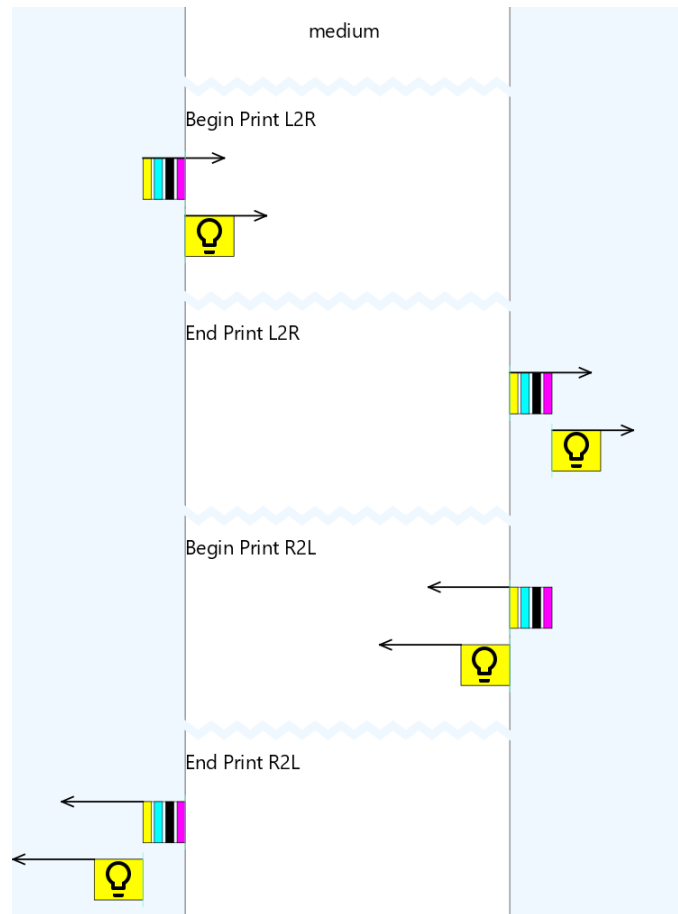 medium
Begin Print L2R
End Print L2R
Begin Print R2L
End Print R2L